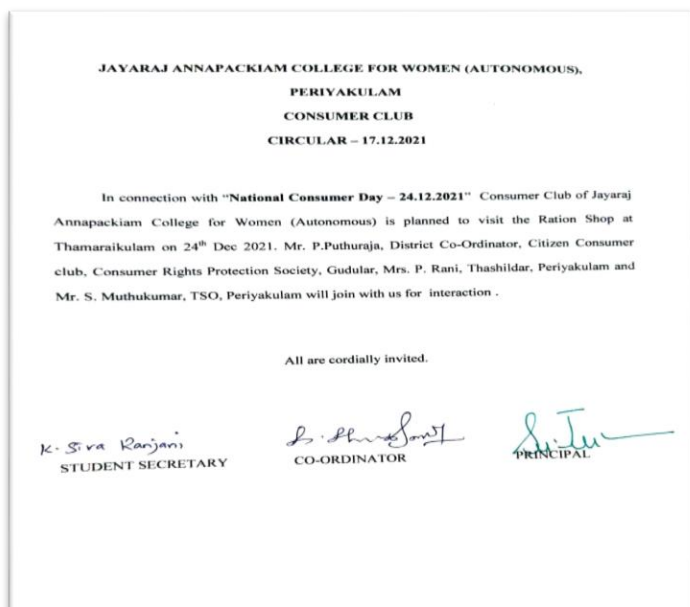 JAYARAJ ANNAPACKIAM COLLEGE FOR WOMEN (AUTONOMOUS),
PERIYAKULAM
CONSUMER CLUB
CIRCULAR – 17.12.2021
In connection with "National Consumer Day – 24.12.2021" Consumer Club of Jayaraj
Annapackiam College for Women (Autonomous) is planned to visit the Ration Shop at
Thamaraikulam on 24th Dec 2021. Mr. P.Puthuraja, District Co-Ordinator, Citizen Consumer
club, Consumer Rights Protection Society, Gudular, Mrs. P. Rani, Thashildar, Periyakulam and
Mr. S. Muthukumar, TSO, Periyakulam will join with us for interaction .
All are cordially invited.
K. Siva Ranjani
STUDENT SECRETARY CO-ORDINATOR PRINCIPAL